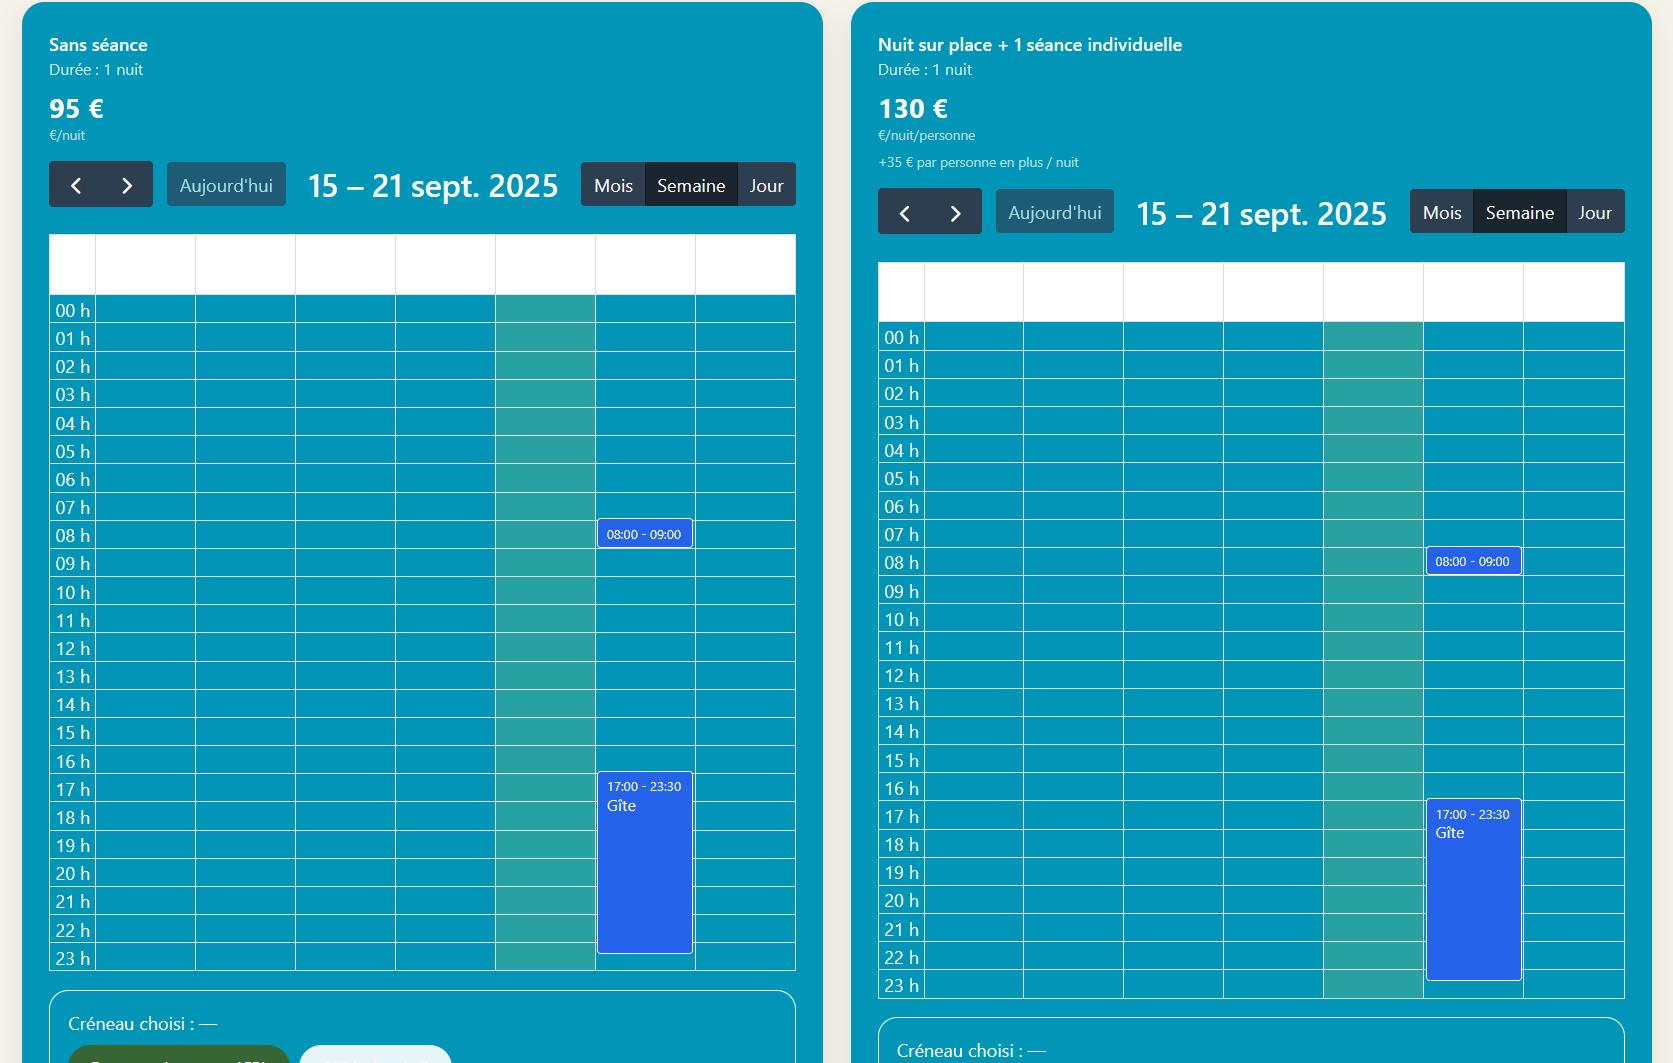 Sans séance
Durée : 1 nuit
95 €
€/nuit
Aujourd'hui
15 – 21 sept. 2025
Mois
Semaine
Jour
00 h
01 h
02 h
03 h
04 h
05 h
06 h
07 h
08 h
08:00 - 09:00
09 h
10 h
11 h
12 h
13 h
14 h
15 h
16 h
17 h
17:00 - 23:30
Gîte
18 h
19 h
20 h
21 h
22 h
23 h
Créneau choisi : —
Nuit sur place + 1 séance individuelle
Durée : 1 nuit
130 €
€/nuit/personne
+35 € par personne en plus / nuit
Aujourd'hui
15 – 21 sept. 2025
Mois
Semaine
Jour
00 h
01 h
02 h
03 h
04 h
05 h
06 h
07 h
08 h
08:00 - 09:00
09 h
10 h
11 h
12 h
13 h
14 h
15 h
16 h
17 h
17:00 - 23:30
Gîte
18 h
19 h
20 h
21 h
22 h
23 h
Créneau choisi : —